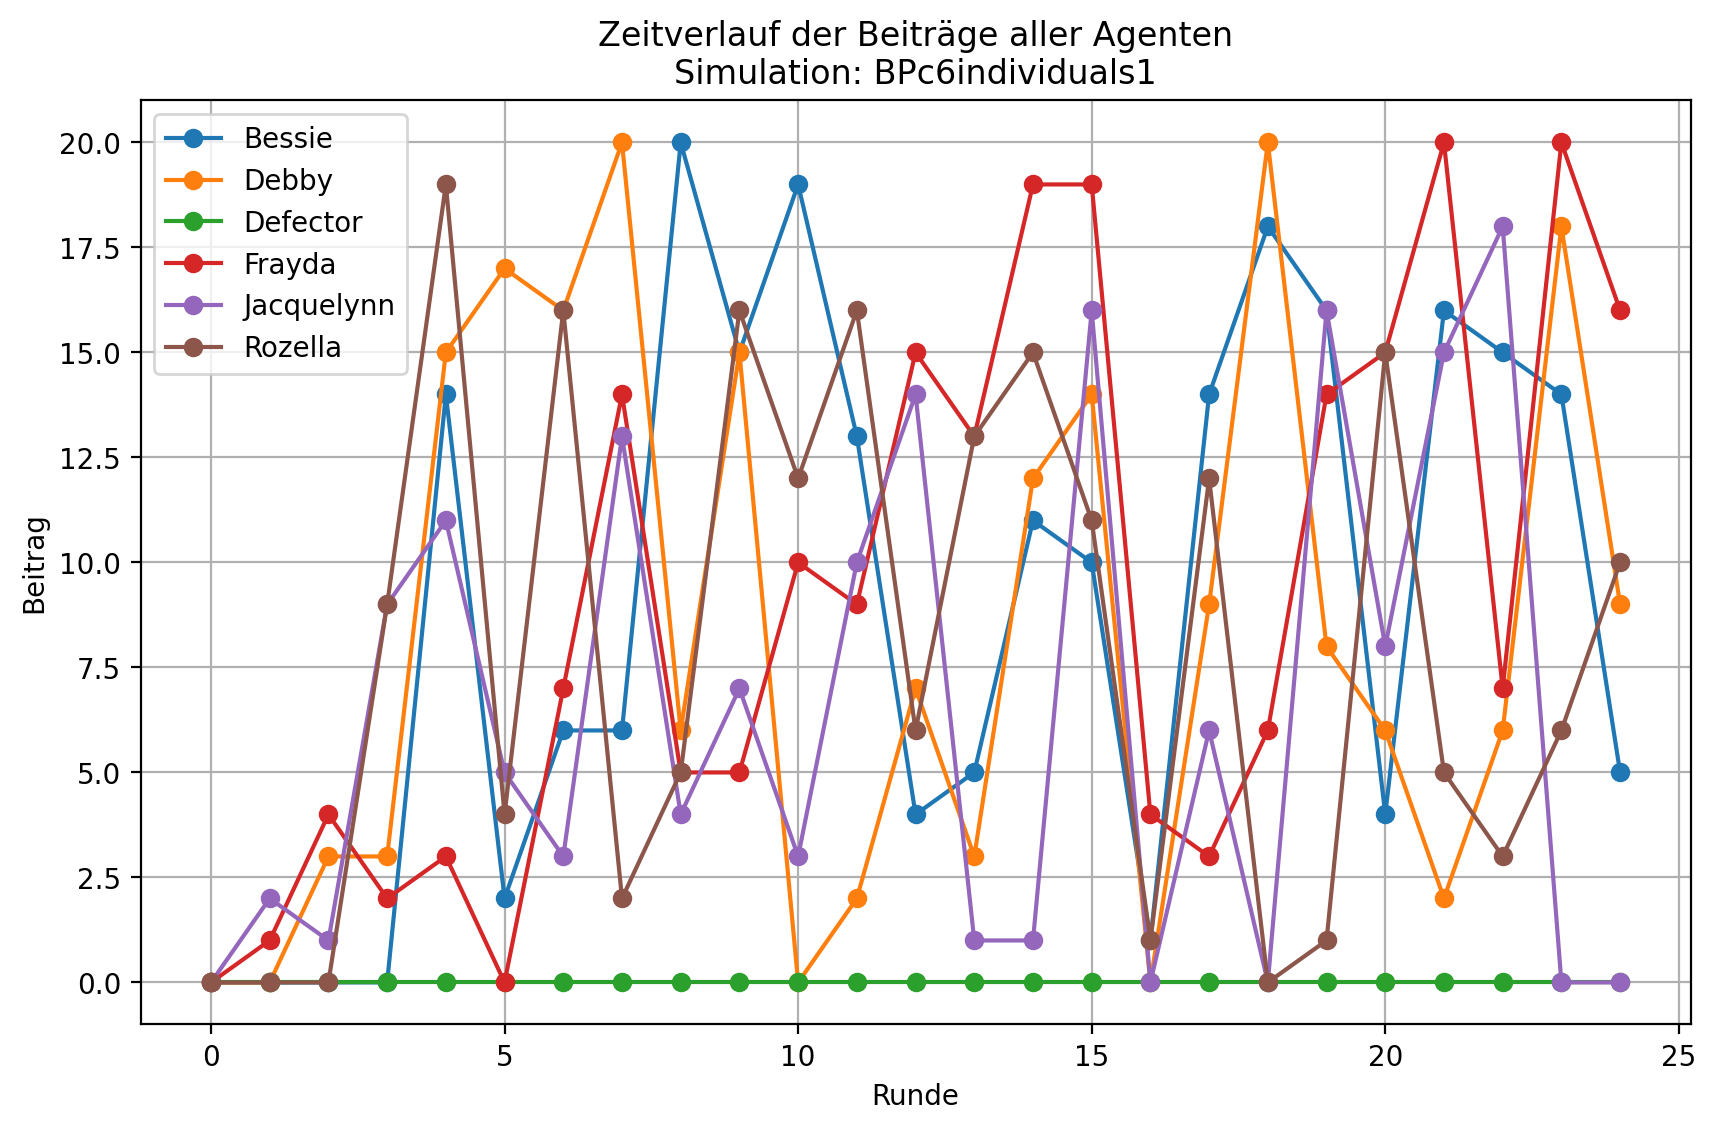 Zeitverlauf der Beiträge aller Agenten
Simulation: BPc6individuals1
Bessie
Debby
Defector
Frayda
Jacquelynn
Rozella
20.0
17.5
15.0
12.5
10.0
7.5
5.0
2.5
0.0
Beitrag
0 5 10 15 20 25
Runde